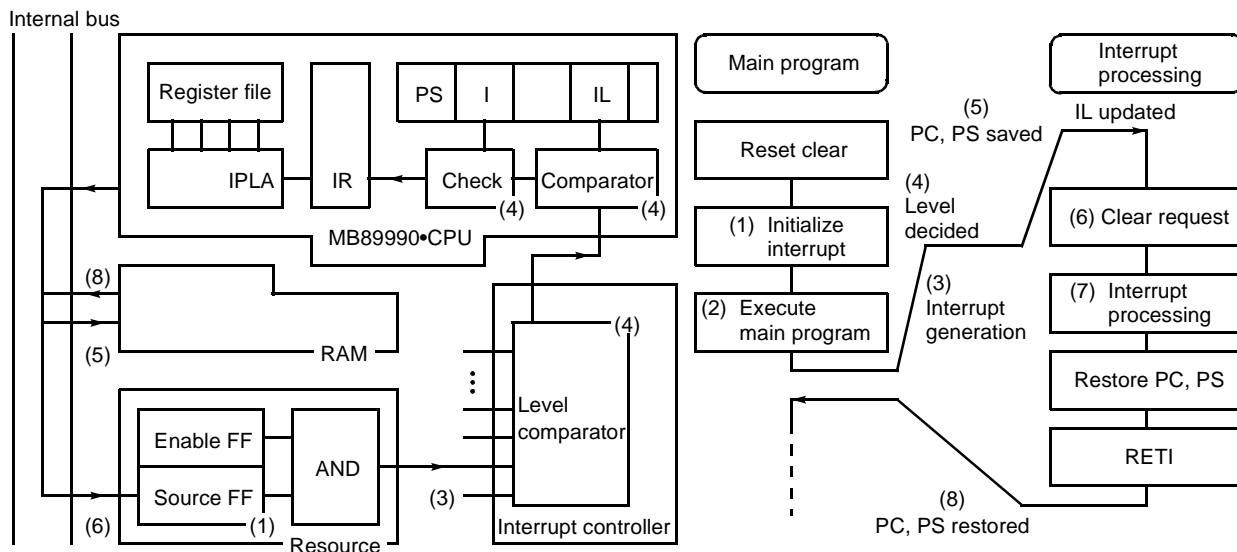 Internal bus
Register file
PS
I
IL
IPLA
IR
Check
(4)
Comparator
(4)
MB89990•CPU
(8)
(5)
RAM
(4)
Level
comparator
(3)
Interrupt controller
Enable FF
Source FF
(1)
AND
(6)
Resource
Main program
Reset clear
(1) Initialize
interrupt
(2) Execute
main program
(3)
Interrupt
generation
(4)
Level
decided
(5)
PC, PS saved
IL updated
Interrupt
processing
(6) Clear request
(7) Interrupt
processing
Restore PC, PS
RETI
(8)
PC, PS restored